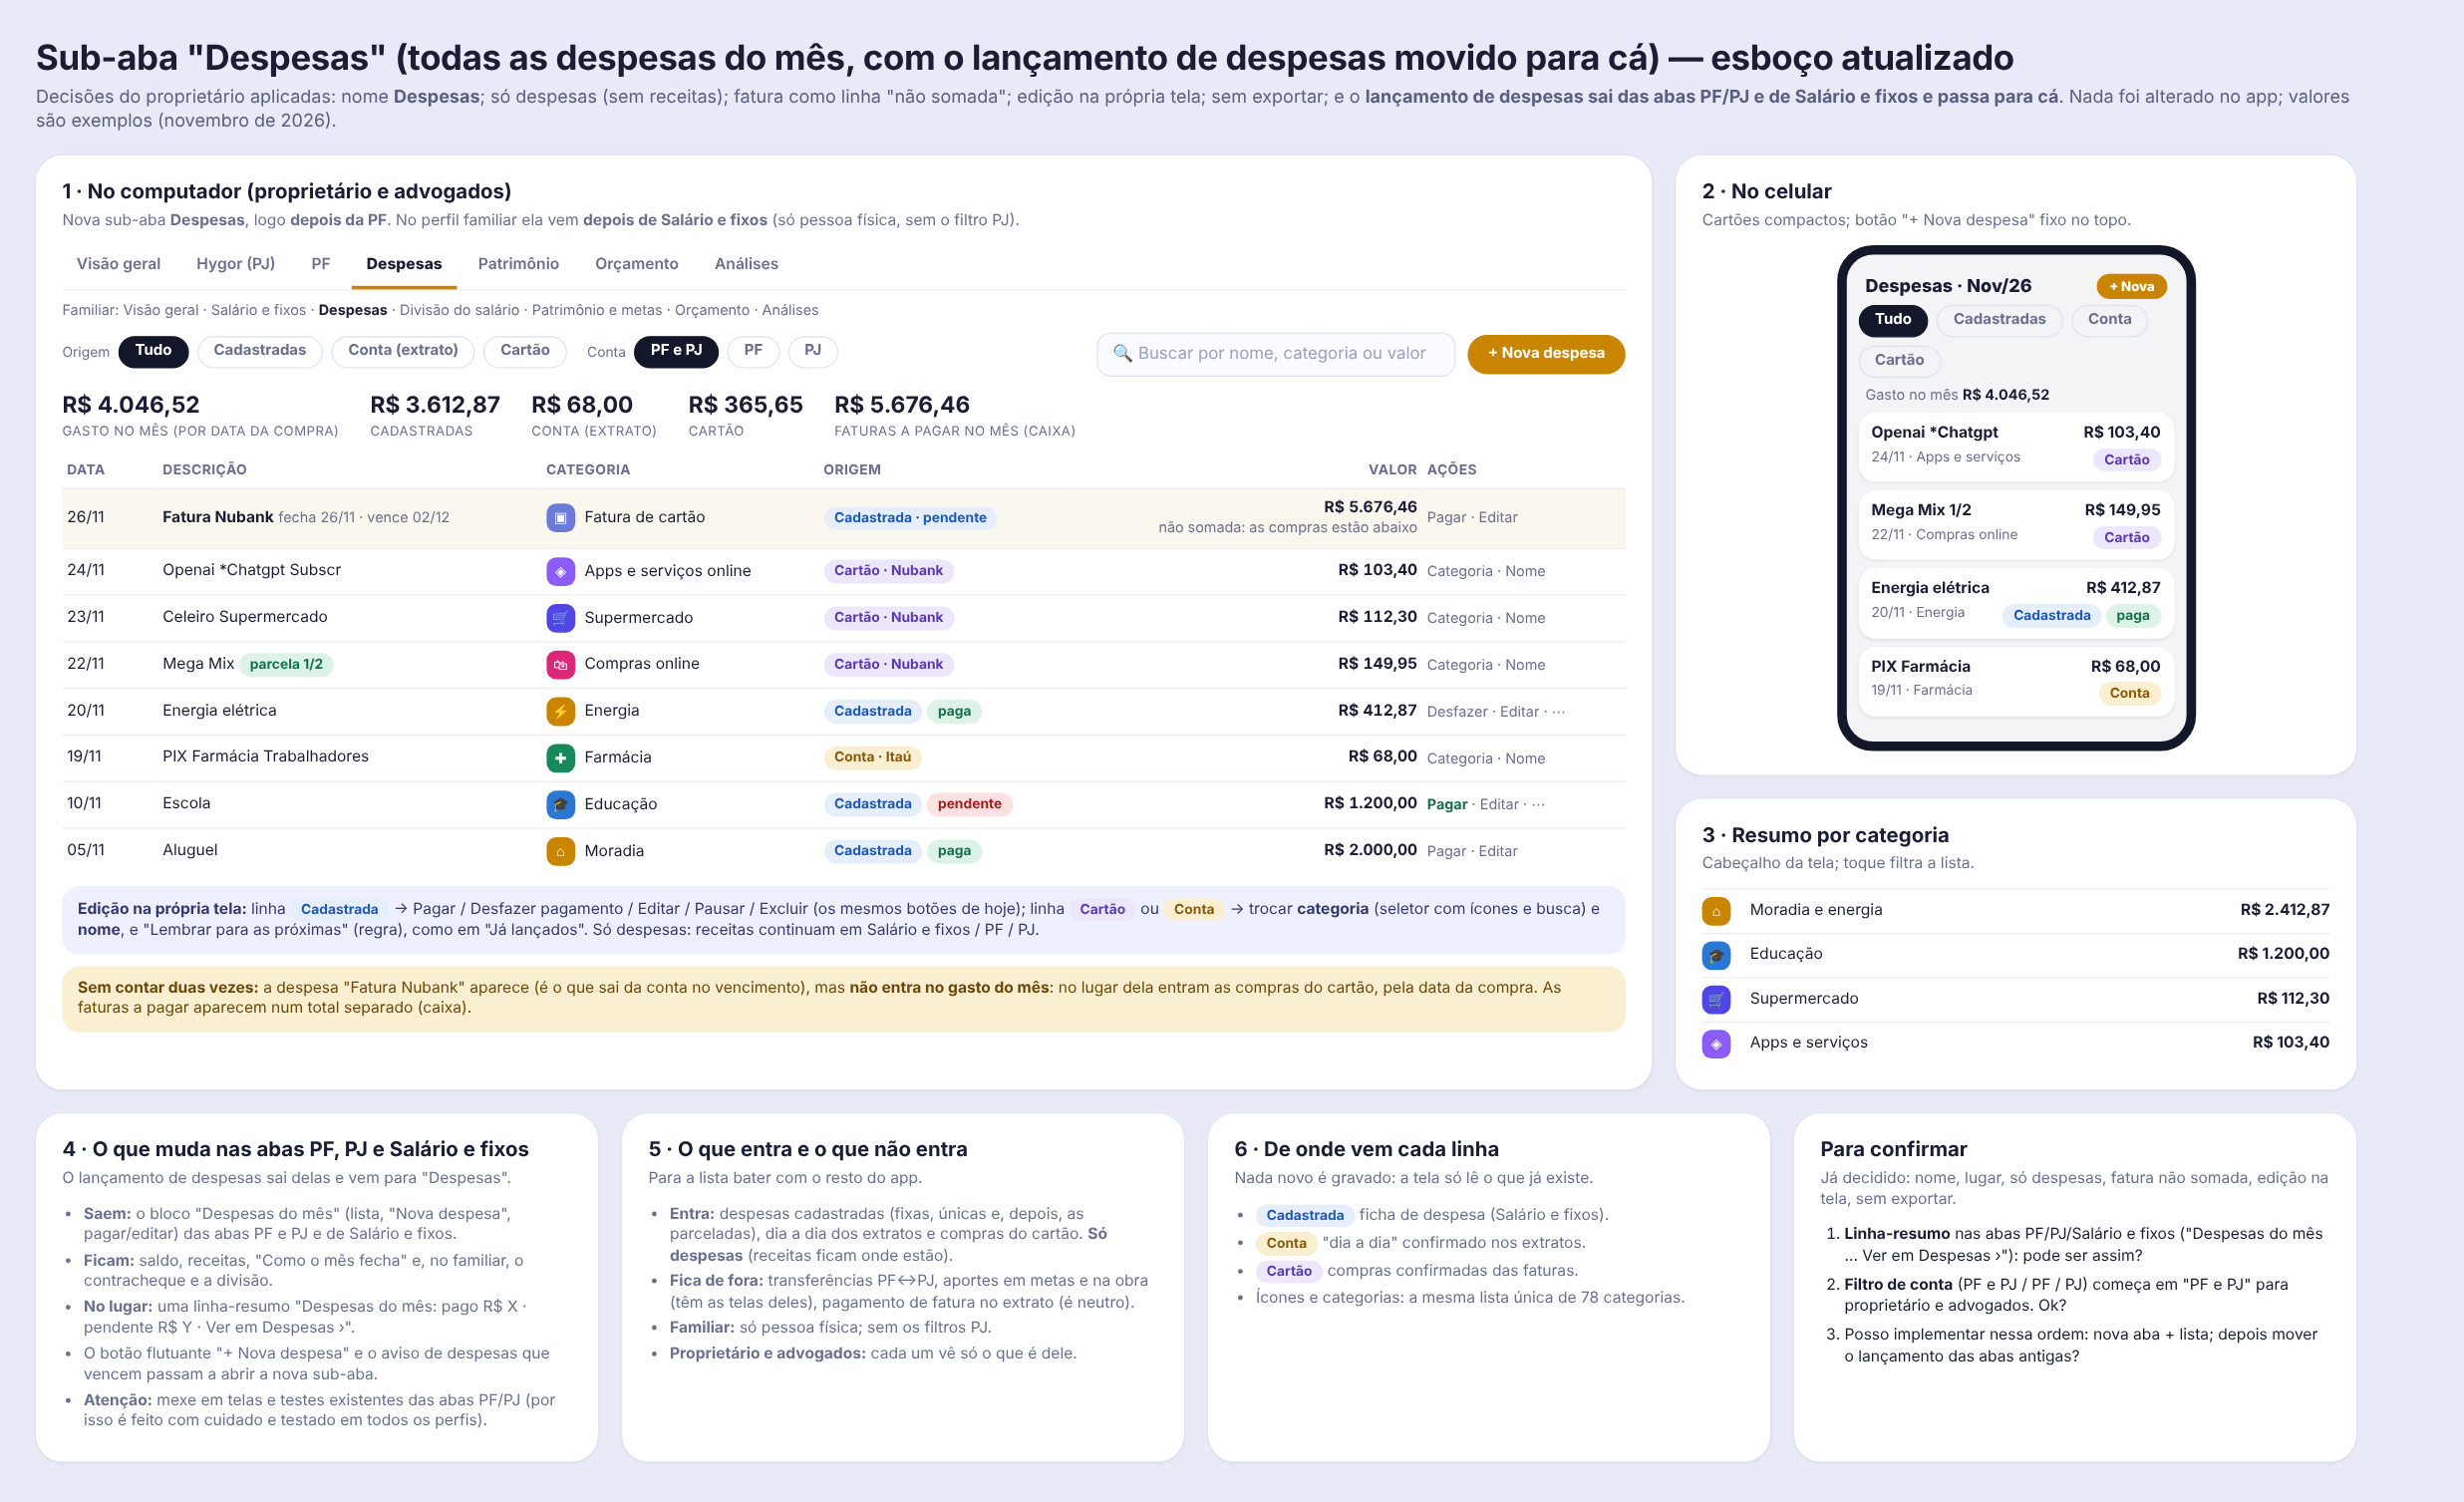 Sub-aba "Despesas" (todas as despesas do mês, com o lançamento de despesas movido para cá) — esboço atualizado
Decisões do proprietário aplicadas: nome Despesas; só despesas (sem receitas); fatura como linha "não somada"; edição na própria tela; sem exportar; e o lançamento de despesas sai das abas PF/PJ e de Salário e fixos e passa para cá. Nada foi alterado no app; valores
são exemplos (novembro de 2026).
1 · No computador (proprietário e advogados)
Nova sub-aba Despesas, logo depois da PF. No perfil familiar ela vem depois de Salário e fixos (só pessoa física, sem o filtro PJ).
Visão geral Hygor (PJ) PF Despesas Patrimônio Orçamento Análises
Familiar: Visão geral · Salário e fixos · Despesas · Divisão do salário · Patrimônio e metas · Orçamento · Análises
Origem Tudo Cadastradas Conta (extrato) Cartão Conta PF e PJ PF PJ 🔍 Buscar por nome, categoria ou valor + Nova despesa
R$ 4.046,52 R$ 3.612,87 R$ 68,00 R$ 365,65 R$ 5.676,46
GASTO NO MÊS (POR DATA DA COMPRA) CADASTRADAS CONTA (EXTRATO) CARTÃO FATURAS A PAGAR NO MÊS (CAIXA)
DATA DESCRIÇÃO CATEGORIA ORIGEM VALOR AÇÕES
26/11 Fatura Nubank fecha 26/11 · vence 02/12 Fatura de cartão Cadastrada · pendente R$ 5.676,46 Pagar · Editar
não somada: as compras estão abaixo
24/11 Openai *Chatgpt Subscr Apps e serviços online Cartão · Nubank R$ 103,40 Categoria · Nome
23/11 Celeiro Supermercado Supermercado Cartão · Nubank R$ 112,30 Categoria · Nome
22/11 Mega Mix parcela 1/2 Compras online Cartão · Nubank R$ 149,95 Categoria · Nome
20/11 Energia elétrica Energia Cadastrada paga R$ 412,87 Desfazer · Editar · ···
19/11 PIX Farmácia Trabalhadores Farmácia Conta · Itaú R$ 68,00 Categoria · Nome
10/11 Escola Educação Cadastrada pendente R$ 1.200,00 Pagar · Editar · ···
05/11 Aluguel Moradia Cadastrada paga R$ 2.000,00 Pagar · Editar
Edição na própria tela: linha Cadastrada → Pagar / Desfazer pagamento / Editar / Pausar / Excluir (os mesmos botões de hoje); linha Cartão ou Conta → trocar categoria (seletor com ícones e busca) e
nome, e "Lembrar para as próximas" (regra), como em "Já lançados". Só despesas: receitas continuam em Salário e fixos / PF / PJ.
Sem contar duas vezes: a despesa "Fatura Nubank" aparece (é o que sai da conta no vencimento), mas não entra no gasto do mês: no lugar dela entram as compras do cartão, pela data da compra. As
faturas a pagar aparecem num total separado (caixa).
2 · No celular
Cartões compactos; botão "+ Nova despesa" fixo no topo.
Despesas · Nov/26 + Nova
Tudo Cadastradas Conta
Cartão
Gasto no mês R$ 4.046,52
Openai *Chatgpt R$ 103,40
24/11 · Apps e serviços Cartão
Mega Mix 1/2 R$ 149,95
22/11 · Compras online Cartão
Energia elétrica R$ 412,87
20/11 · Energia Cadastrada paga
PIX Farmácia R$ 68,00
19/11 · Farmácia Conta
3 · Resumo por categoria
Cabeçalho da tela; toque filtra a lista.
Moradia e energia R$ 2.412,87
Educação R$ 1.200,00
Supermercado R$ 112,30
Apps e serviços R$ 103,40
4 · O que muda nas abas PF, PJ e Salário e fixos
O lançamento de despesas sai delas e vem para "Despesas".
• Saem: o bloco "Despesas do mês" (lista, "Nova despesa",
pagar/editar) das abas PF e PJ e de Salário e fixos.
• Ficam: saldo, receitas, "Como o mês fecha" e, no familiar, o
contracheque e a divisão.
• No lugar: uma linha-resumo "Despesas do mês: pago R$ X ·
pendente R$ Y · Ver em Despesas ›".
• O botão flutuante "+ Nova despesa" e o aviso de despesas que
vencem passam a abrir a nova sub-aba.
• Atenção: mexe em telas e testes existentes das abas PF/PJ (por
isso é feito com cuidado e testado em todos os perfis).
5 · O que entra e o que não entra
Para a lista bater com o resto do app.
• Entra: despesas cadastradas (fixas, únicas e, depois, as
parceladas), dia a dia dos extratos e compras do cartão. Só
despesas (receitas ficam onde estão).
• Fica de fora: transferências PF↔PJ, aportes em metas e na obra
(têm as telas deles), pagamento de fatura no extrato (é neutro).
• Familiar: só pessoa física; sem os filtros PJ.
• Proprietário e advogados: cada um vê só o que é dele.
6 · De onde vem cada linha
Nada novo é gravado: a tela só lê o que já existe.
• Cadastrada ficha de despesa (Salário e fixos).
• Conta "dia a dia" confirmado nos extratos.
• Cartão compras confirmadas das faturas.
• Ícones e categorias: a mesma lista única de 78 categorias.
Para confirmar
Já decidido: nome, lugar, só despesas, fatura não somada, edição na
tela, sem exportar.
1. Linha-resumo nas abas PF/PJ/Salário e fixos ("Despesas do mês
... Ver em Despesas ›"): pode ser assim?
2. Filtro de conta (PF e PJ / PF / PJ) começa em "PF e PJ" para
proprietário e advogados. Ok?
3. Posso implementar nessa ordem: nova aba + lista; depois mover
o lançamento das abas antigas?